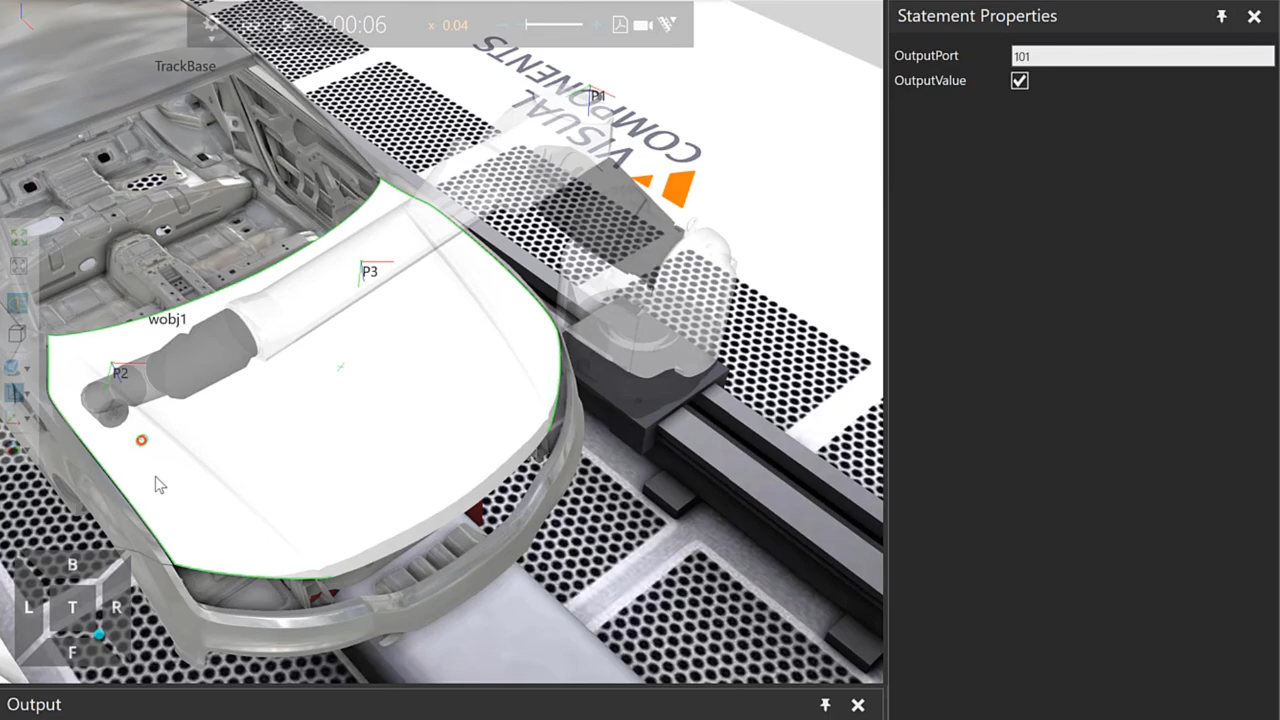 Statement Properties
:00:06
x 0.04
OutputPort
101
TrackBase
OutputValue
P1
VISUAL
COMPONENTS
P3
wobj1
P2
B
L
T
R
F
Output